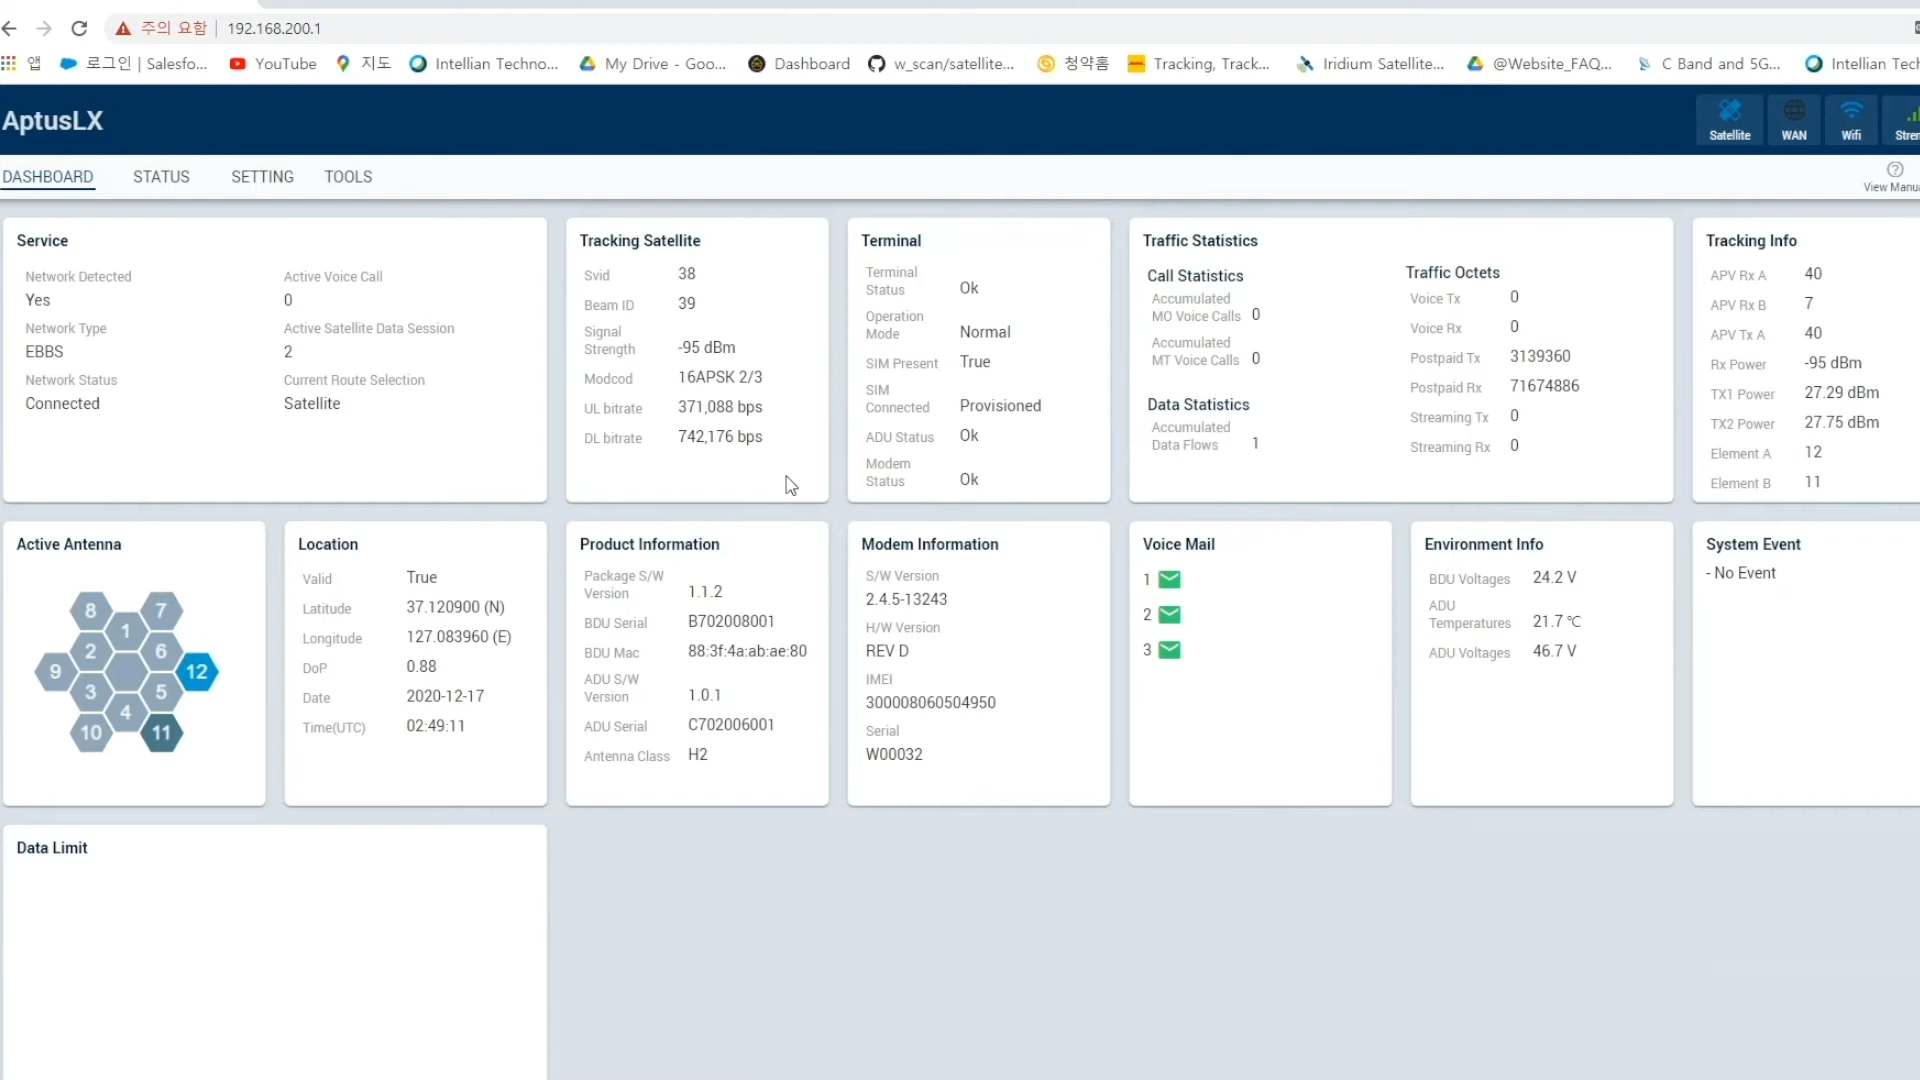 주의 요함 192.168.200.1
앱 로그인 | Salesfo... YouTube 지도 Intellian Techno... My Drive - Goo... Dashboard w_scan/satellite... 청약홈 Tracking, Track... Iridium Satellite... @Website_FAQ... C Band and 5G... Intellian Tech
AptusLX
Satellite WAN Wifi Stren
DASHBOARD STATUS SETTING TOOLS
View Manua
Service
Network Detected
Yes
Active Voice Call
0
Network Type
EBBS
Active Satellite Data Session
2
Network Status
Connected
Current Route Selection
Satellite
Tracking Satellite
Svid 38
Beam ID 39
Signal
Strength -95 dBm
Modcod 16APSK 2/3
UL bitrate 371,088 bps
DL bitrate 742,176 bps
Terminal
Terminal
Status Ok
Operation
Mode Normal
SIM Present True
SIM
Connected Provisioned
ADU Status Ok
Modem
Status Ok
Traffic Statistics
Call Statistics
Accumulated
MO Voice Calls 0
Accumulated
MT Voice Calls 0
Data Statistics
Accumulated
Data Flows 1
Traffic Octets
Voice Tx 0
Voice Rx 0
Postpaid Tx 3139360
Postpaid Rx 71674886
Streaming Tx 0
Streaming Rx 0
Tracking Info
APV Rx A 40
APV Rx B 7
APV Tx A 40
Rx Power -95 dBm
TX1 Power 27.29 dBm
TX2 Power 27.75 dBm
Element A 12
Element B 11
Active Antenna
8 7
1
2 6
9 12
3 5
4
10 11
Location
Valid True
Latitude 37.120900 (N)
Longitude 127.083960 (E)
DoP 0.88
Date 2020-12-17
Time(UTC) 02:49:11
Product Information
Package S/W
Version 1.1.2
BDU Serial B702008001
BDU Mac 88:3f:4a:ab:ae:80
ADU S/W
Version 1.0.1
ADU Serial C702006001
Antenna Class H2
Modem Information
S/W Version
2.4.5-13243
H/W Version
REV D
IMEI
300008060504950
Serial
W00032
Voice Mail
1
2
3
Environment Info
BDU Voltages 24.2 V
ADU
Temperatures 21.7 ℃
ADU Voltages 46.7 V
System Event
- No Event
Data Limit